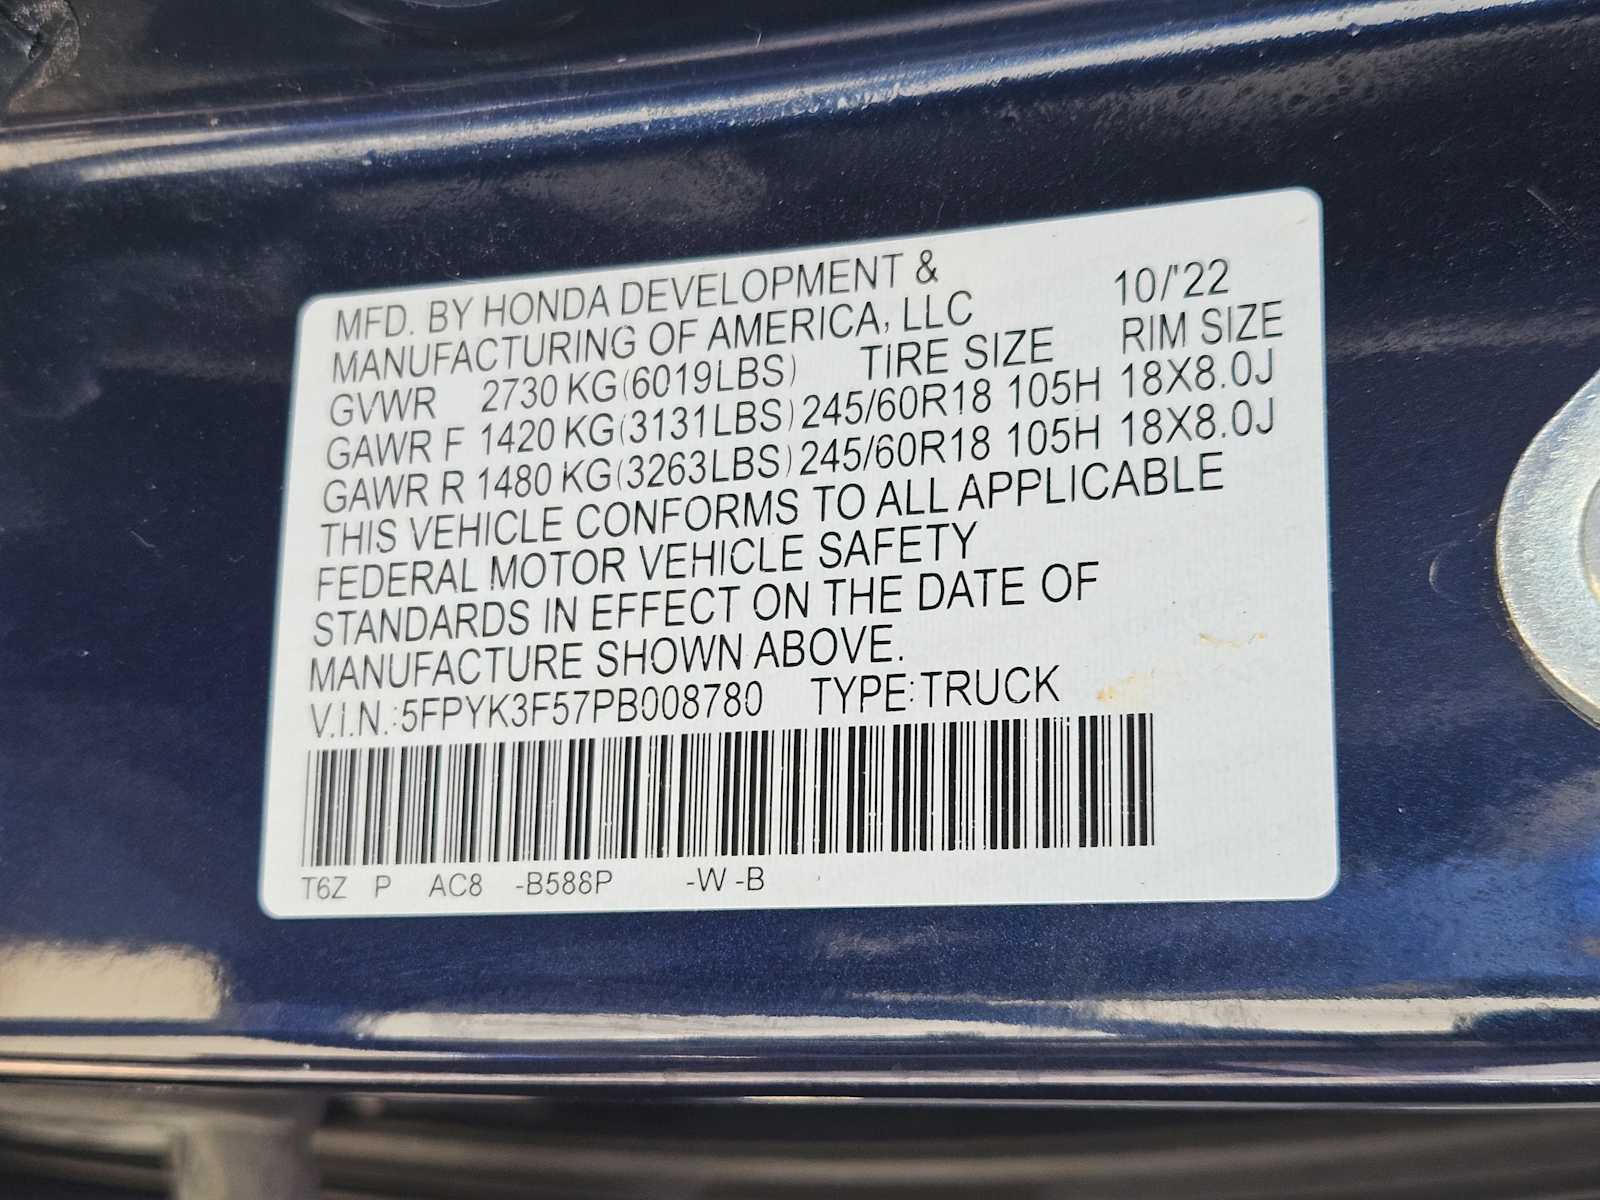 MFD. BY HONDA DEVELOPMENT &
MANUFACTURING OF AMERICA, LLC 10/'22
GVWR 2730 KG(6019LBS) TIRE SIZE RIM SIZE
GAWR F 1420 KG(3131LBS) 245/60R18 105H 18X8.0J
GAWR R 1480 KG(3263LBS) 245/60R18 105H 18X8.0J
THIS VEHICLE CONFORMS TO ALL APPLICABLE
FEDERAL MOTOR VEHICLE SAFETY
STANDARDS IN EFFECT ON THE DATE OF
MANUFACTURE SHOWN ABOVE.
V.I.N.:5FPYK3F57PB008780 TYPE:TRUCK
T6Z P AC8 -B588P -W -B